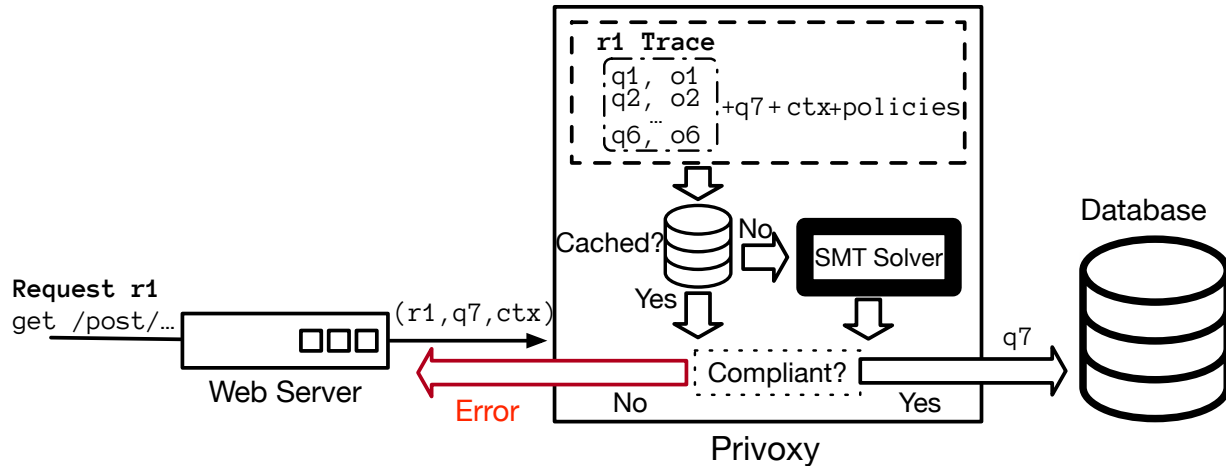 r1 Trace
q1, o1
q2, o2
…
q6, o6
+q7+ctx+policies
Cached?
No
SMT Solver
Yes
Database
Request r1
get /post/…
(r1,q7,ctx)
Web Server
Error
Compliant?
No
Yes
q7
Privoxy